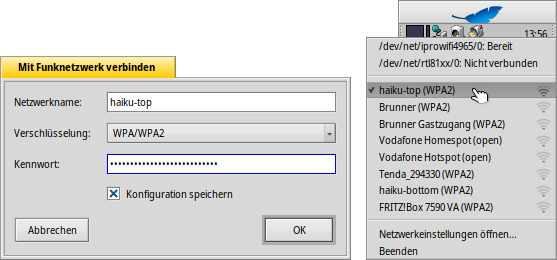 Mit Funknetzwerk verbinden
Netzwerkname: haiku-top
Verschlüsselung: WPA/WPA2
Kennwort: ••••••••••••••••••••••••••
Konfiguration speichern
Abbrechen
OK
13:56
/dev/net/iprowifi4965/0: Bereit
/dev/net/rtl81xx/0: Nicht verbunden
✓ haiku-top (WPA2)
Brunner (WPA2)
Brunner Gastzugang (WPA2)
Vodafone Homespot (open)
Vodafone Hotspot (open)
Tenda_294330 (WPA2)
haiku-bottom (WPA2)
FRITZ!Box 7590 VA (WPA2)
Netzwerkeinstellungen öffnen...
Beenden